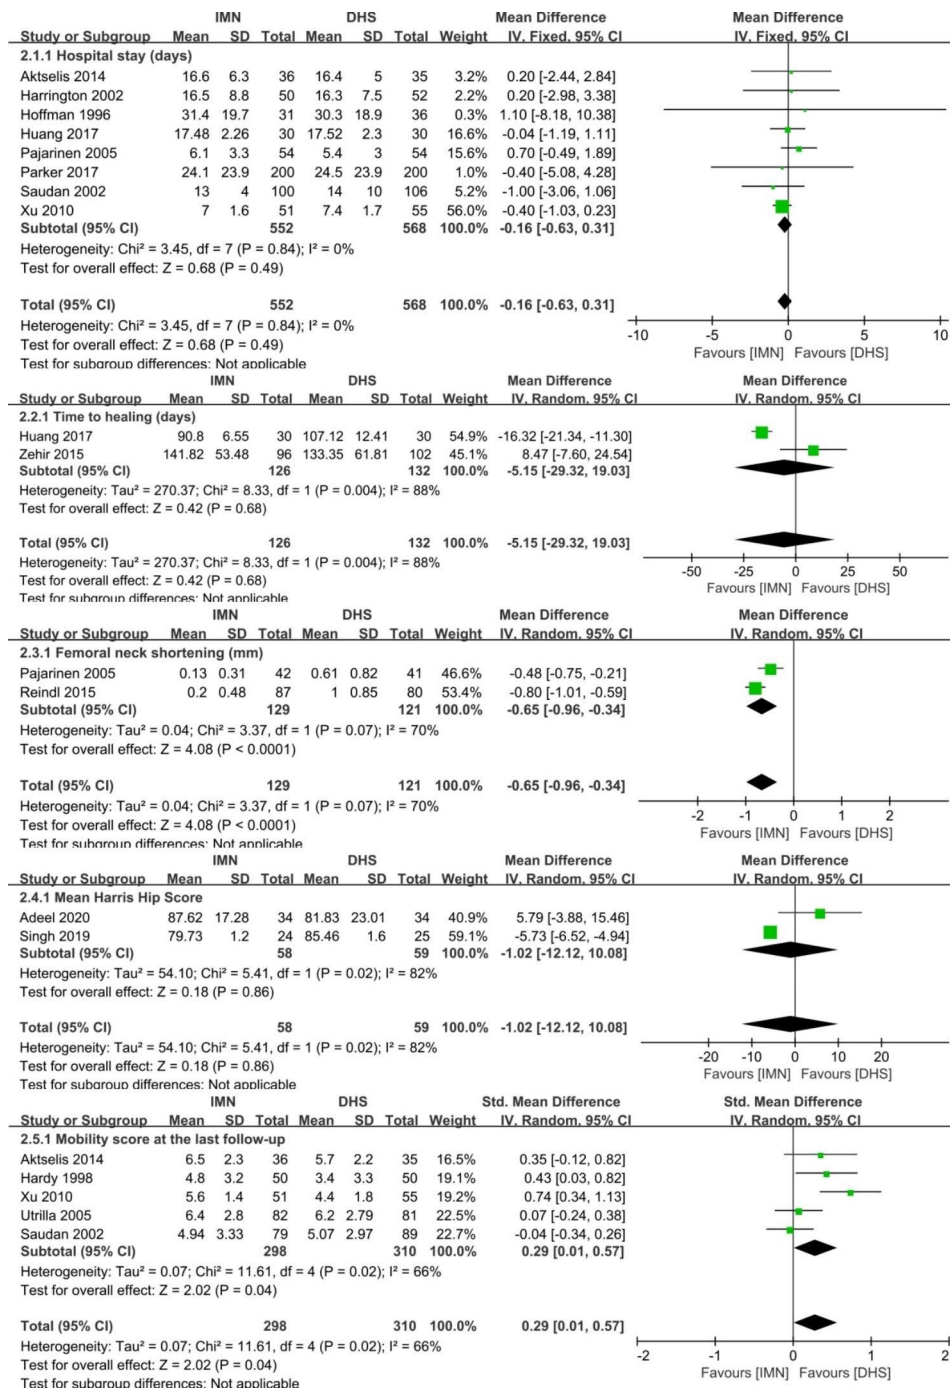 IMN DHS Mean Difference Mean Difference
Study or Subgroup Mean SD Total Mean SD Total Weight IV, Fixed, 95% CI IV, Fixed, 95% CI
2.1.1 Hospital stay (days)
Aktselis 2014 16.6 6.3 36 16.4 5 35 3.2% 0.20 [-2.44, 2.84]
Harrington 2002 16.5 8.8 50 16.3 7.5 52 2.2% 0.20 [-2.98, 3.38]
Hoffman 1996 31.4 19.7 31 30.3 18.9 36 0.3% 1.10 [-8.18, 10.38]
Huang 2017 17.48 2.26 30 17.52 2.3 30 16.6% -0.04 [-1.19, 1.11]
Pajarinen 2005 6.1 3.3 54 5.4 3 54 15.6% 0.70 [-0.49, 1.89]
Parker 2017 24.1 23.9 200 24.5 23.9 200 1.0% -0.40 [-5.08, 4.28]
Saudan 2002 13 4 100 14 10 106 5.2% -1.00 [-3.06, 1.06]
Xu 2010 7 1.6 51 7.4 1.7 55 56.0% -0.40 [-1.03, 0.23]
Subtotal (95% CI) 552 568 100.0% -0.16 [-0.63, 0.31]
Heterogeneity: Chi² = 3.45, df = 7 (P = 0.84); I² = 0%
Test for overall effect: Z = 0.68 (P = 0.49)
Total (95% CI) 552 568 100.0% -0.16 [-0.63, 0.31]
Heterogeneity: Chi² = 3.45, df = 7 (P = 0.84); I² = 0%
-10 -5 0 5 10
Test for overall effect: Z = 0.68 (P = 0.49)
Favours [IMN] Favours [DHS]
Test for subgroup differences: Not applicable
IMN DHS Mean Difference Mean Difference
Study or Subgroup Mean SD Total Mean SD Total Weight IV, Random, 95% CI IV, Random, 95% CI
2.2.1 Time to healing (days)
Huang 2017 90.8 6.55 30 107.12 12.41 30 54.9% -16.32 [-21.34, -11.30]
Zehir 2015 141.82 53.48 96 133.35 61.81 102 45.1% 8.47 [-7.60, 24.54]
Subtotal (95% CI) 126 132 100.0% -5.15 [-29.32, 19.03]
Heterogeneity: Tau² = 270.37; Chi² = 8.33, df = 1 (P = 0.004); I² = 88%
Test for overall effect: Z = 0.42 (P = 0.68)
Total (95% CI) 126 132 100.0% -5.15 [-29.32, 19.03]
Heterogeneity: Tau² = 270.37; Chi² = 8.33, df = 1 (P = 0.004); I² = 88%
-50 -25 0 25 50
Test for overall effect: Z = 0.42 (P = 0.68)
Favours [IMN] Favours [DHS]
Test for subgroup differences: Not applicable
IMN DHS Mean Difference Mean Difference
Study or Subgroup Mean SD Total Mean SD Total Weight IV, Random, 95% CI IV, Random, 95% CI
2.3.1 Femoral neck shortening (mm)
Pajarinen 2005 0.13 0.31 42 0.61 0.82 41 46.6% -0.48 [-0.75, -0.21]
Reindl 2015 0.2 0.48 87 1 0.85 80 53.4% -0.80 [-1.01, -0.59]
Subtotal (95% CI) 129 121 100.0% -0.65 [-0.96, -0.34]
Heterogeneity: Tau² = 0.04; Chi² = 3.37, df = 1 (P = 0.07); I² = 70%
Test for overall effect: Z = 4.08 (P < 0.0001)
Total (95% CI) 129 121 100.0% -0.65 [-0.96, -0.34]
Heterogeneity: Tau² = 0.04; Chi² = 3.37, df = 1 (P = 0.07); I² = 70%
-2 -1 0 1 2
Test for overall effect: Z = 4.08 (P < 0.0001)
Favours [IMN] Favours [DHS]
Test for subgroup differences: Not applicable
IMN DHS Mean Difference Mean Difference
Study or Subgroup Mean SD Total Mean SD Total Weight IV, Random, 95% CI IV, Random, 95% CI
2.4.1 Mean Harris Hip Score
Adeel 2020 87.62 17.28 34 81.83 23.01 34 40.9% 5.79 [-3.88, 15.46]
Singh 2019 79.73 1.2 24 85.46 1.6 25 59.1% -5.73 [-6.52, -4.94]
Subtotal (95% CI) 58 59 100.0% -1.02 [-12.12, 10.08]
Heterogeneity: Tau² = 54.10; Chi² = 5.41, df = 1 (P = 0.02); I² = 82%
Test for overall effect: Z = 0.18 (P = 0.86)
Total (95% CI) 58 59 100.0% -1.02 [-12.12, 10.08]
Heterogeneity: Tau² = 54.10; Chi² = 5.41, df = 1 (P = 0.02); I² = 82%
-20 -10 0 10 20
Test for overall effect: Z = 0.18 (P = 0.86)
Favours [IMN] Favours [DHS]
Test for subgroup differences: Not applicable
IMN DHS Std. Mean Difference Std. Mean Difference
Study or Subgroup Mean SD Total Mean SD Total Weight IV, Random, 95% CI IV, Random, 95% CI
2.5.1 Mobility score at the last follow-up
Aktselis 2014 6.5 2.3 36 5.7 2.2 35 16.5% 0.35 [-0.12, 0.82]
Hardy 1998 4.8 3.2 50 3.4 3.3 50 19.1% 0.43 [0.03, 0.82]
Xu 2010 5.6 1.4 51 4.4 1.8 55 19.2% 0.74 [0.34, 1.13]
Utrilla 2005 6.4 2.8 82 6.2 2.79 81 22.5% 0.07 [-0.24, 0.38]
Saudan 2002 4.94 3.33 79 5.07 2.97 89 22.7% -0.04 [-0.34, 0.26]
Subtotal (95% CI) 298 310 100.0% 0.29 [0.01, 0.57]
Heterogeneity: Tau² = 0.07; Chi² = 11.61, df = 4 (P = 0.02); I² = 66%
Test for overall effect: Z = 2.02 (P = 0.04)
Total (95% CI) 298 310 100.0% 0.29 [0.01, 0.57]
Heterogeneity: Tau² = 0.07; Chi² = 11.61, df = 4 (P = 0.02); I² = 66%
-2 -1 0 1 2
Test for overall effect: Z = 2.02 (P = 0.04)
Favours [IMN] Favours [DHS]
Test for subgroup differences: Not applicable